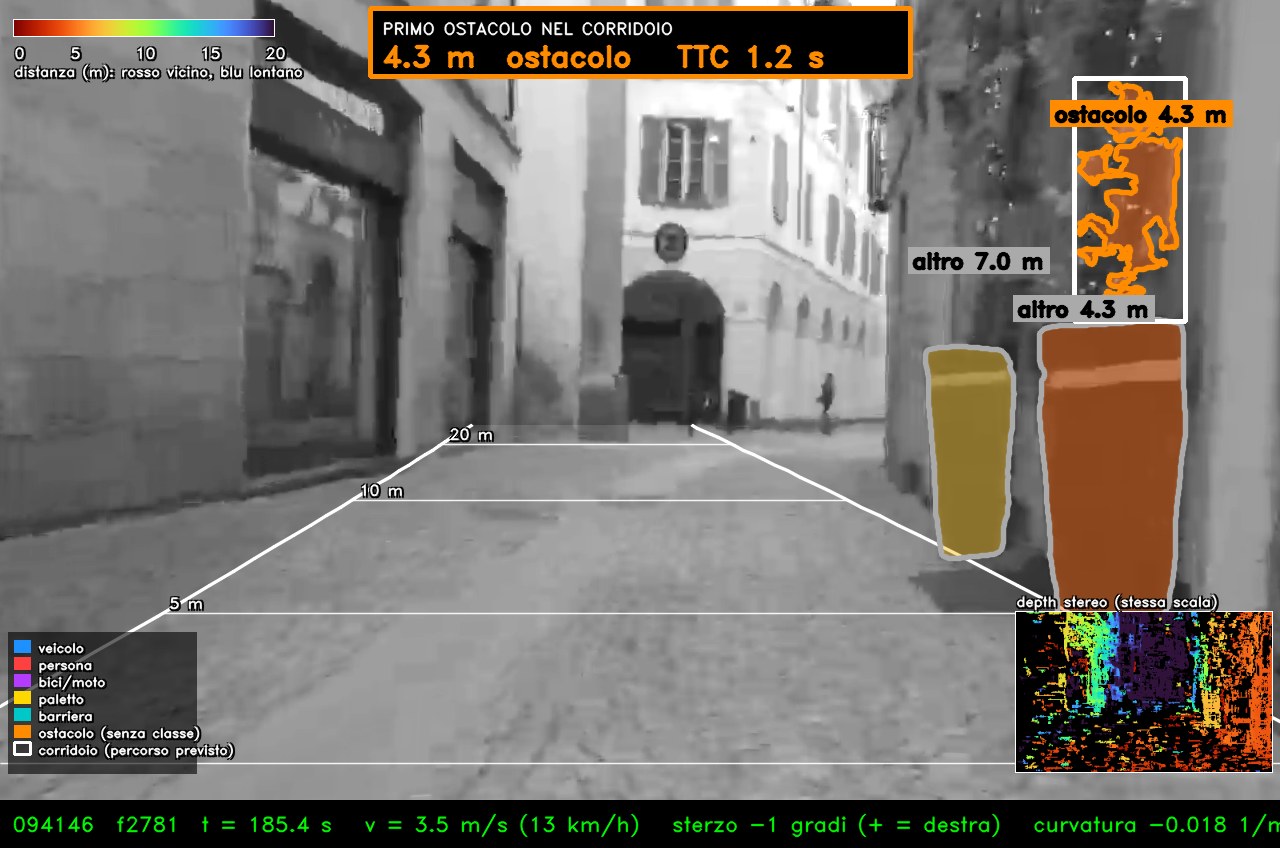 PRIMO OSTACOLO NEL CORRIDOIO
4.3 m ostacolo TTC 1.2 s
0 5 10 15 20
distanza (m): rosso vicino, blu lontano
ostacolo 4.3 m
altro 7.0 m
altro 4.3 m
20 m
10 m
5 m
depth stereo (stessa scala)
veicolo
persona
bici/moto
paletto
barriera
ostacolo (senza classe)
corridoio (percorso previsto)
094146 f2781 t = 185.4 s v = 3.5 m/s (13 km/h) sterzo -1 gradi (+ = destra) curvatura -0.018 1/m